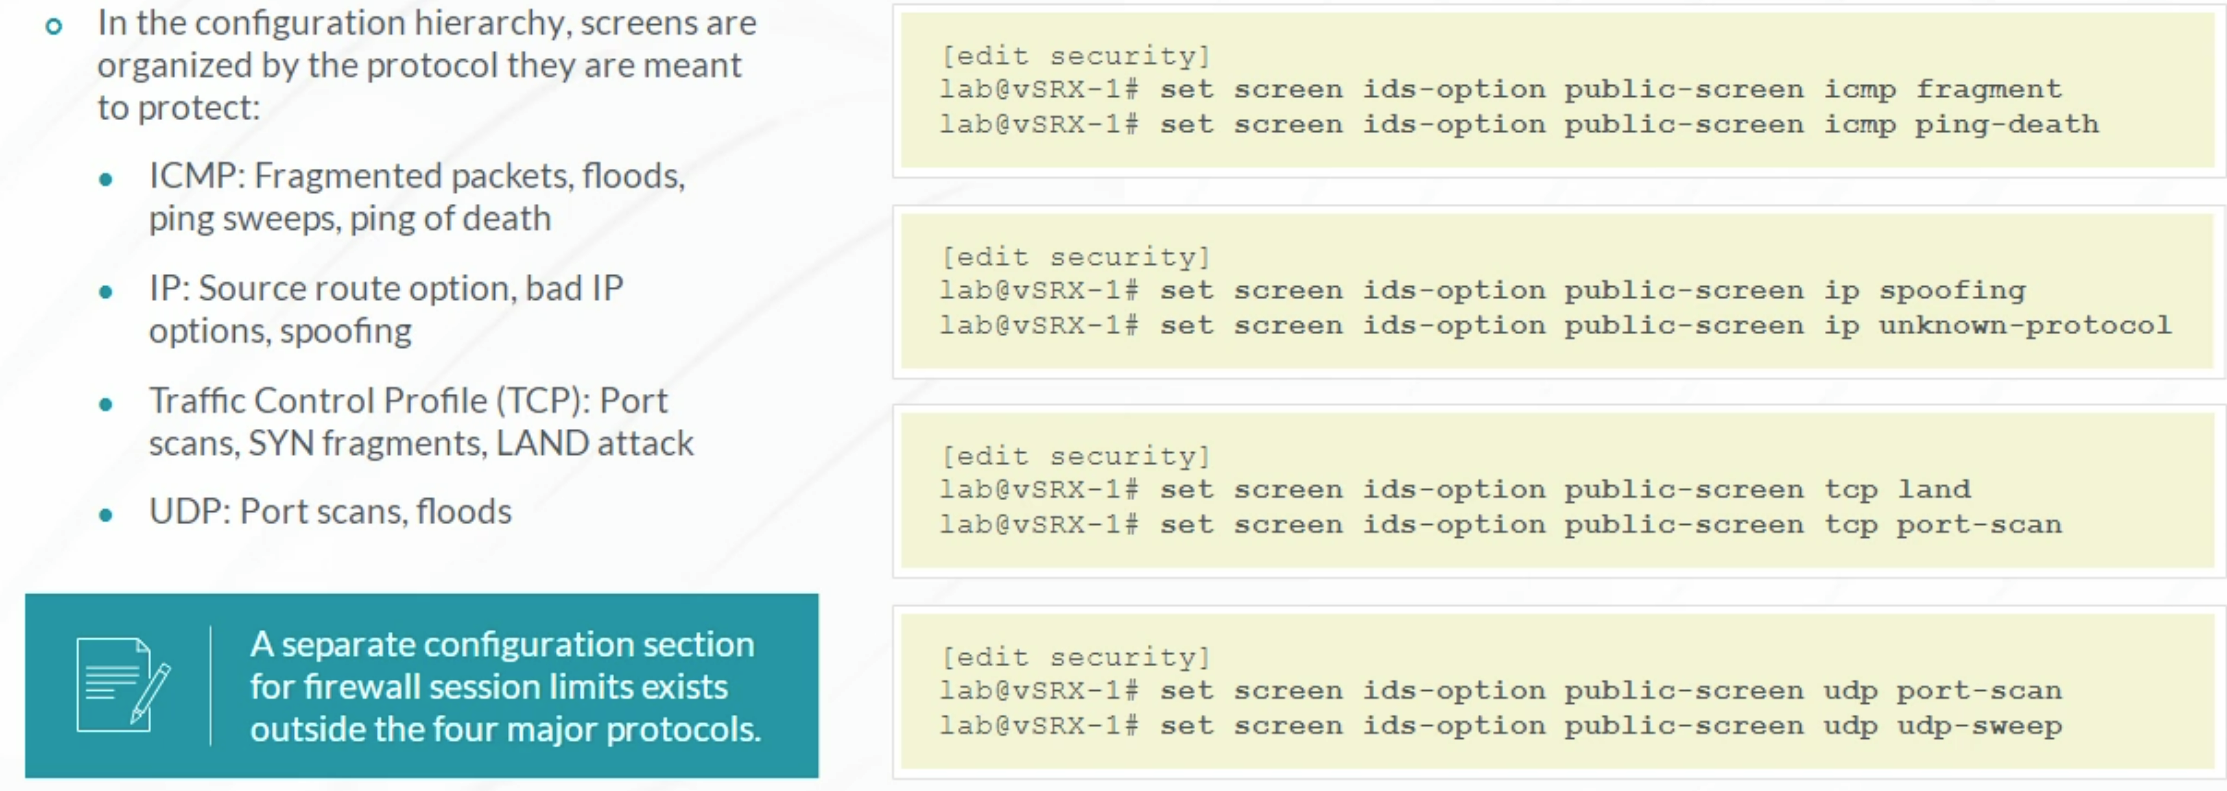 In the configuration hierarchy, screens are
organized by the protocol they are meant
to protect:
ICMP: Fragmented packets, floods,
ping sweeps, ping of death
IP: Source route option, bad IP
options, spoofing
Traffic Control Profile (TCP): Port
scans, SYN fragments, LAND attack
UDP: Port scans, floods
A separate configuration section
for firewall session limits exists
outside the four major protocols.
[edit security]
lab@vSRX-1# set screen ids-option public-screen icmp fragment
lab@vSRX-1# set screen ids-option public-screen icmp ping-death
[edit security]
lab@vSRX-1# set screen ids-option public-screen ip spoofing
lab@vSRX-1# set screen ids-option public-screen ip unknown-protocol
[edit security]
lab@vSRX-1# set screen ids-option public-screen tcp land
lab@vSRX-1# set screen ids-option public-screen tcp port-scan
[edit security]
lab@vSRX-1# set screen ids-option public-screen udp port-scan
lab@vSRX-1# set screen ids-option public-screen udp udp-sweep